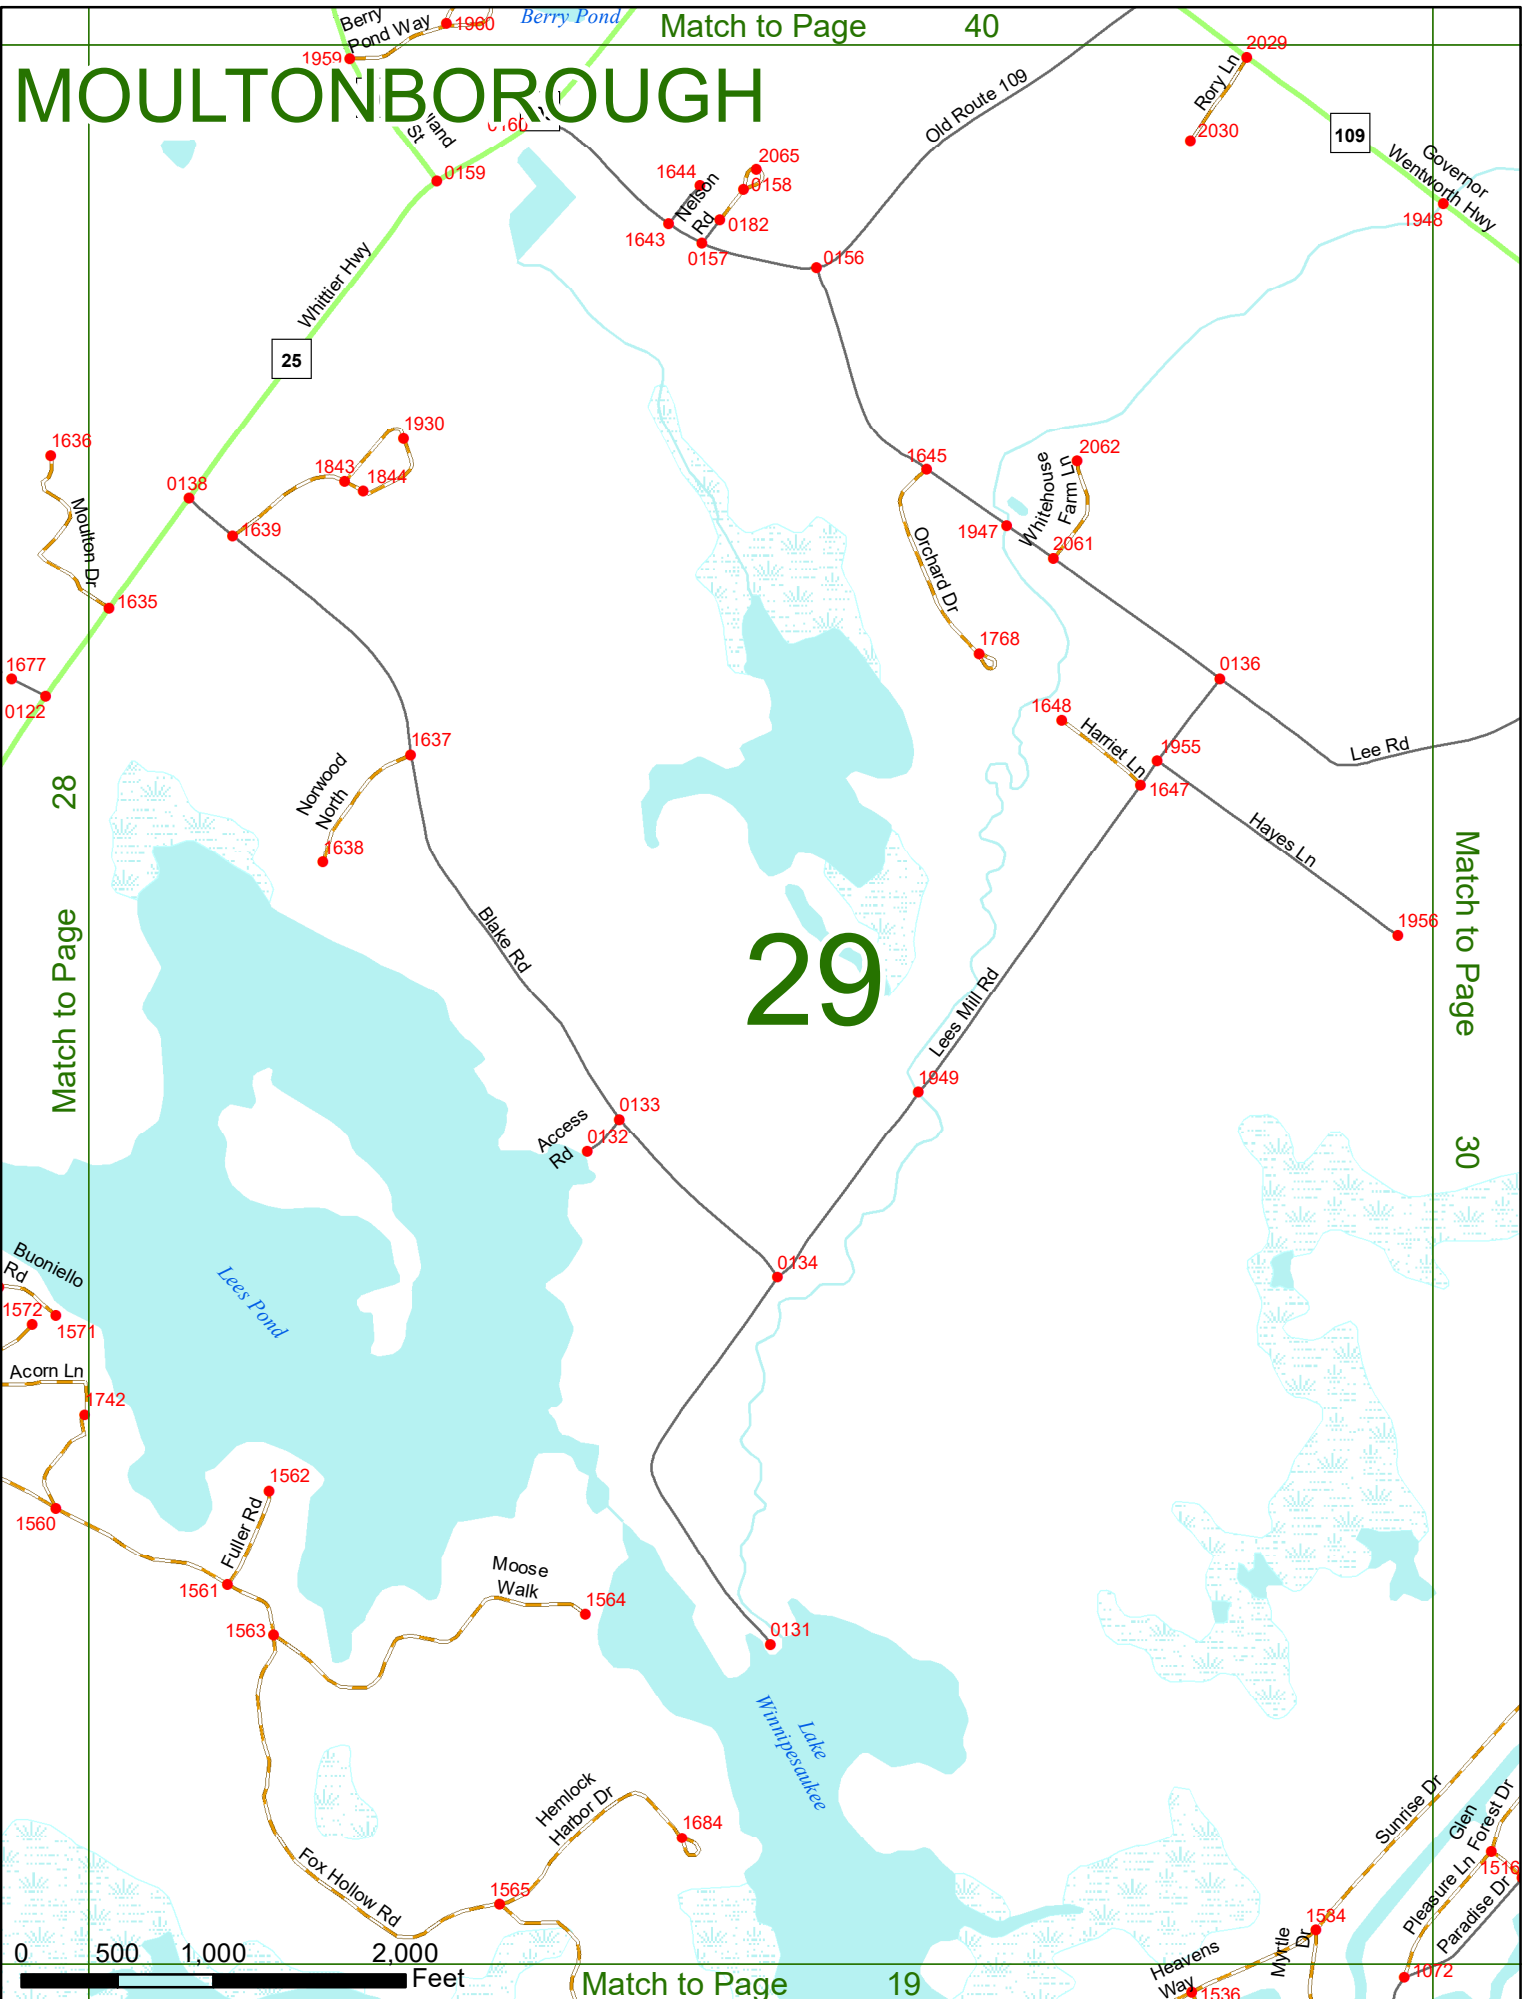 Berry
Pond Way
1960
Berry Pond
Match to Page 40
1959
2029
MOULTONBOROUGH
Rory Ln
Old Route 109
109
2030
St
0160
Governor
Wentworth Hwy
1948
0159
1644
2065
0158
Nelson
Rd
0182
1643
0157
0156
Whittier Hwy
25
1636
1930
1843
1844
0138
1639
Moulton Dr
1635
1645
2062
Whitehouse
Farm Ln
1947
2061
Orchard Dr
1768
1677
0122
0136
1648
Harriet Ln
1955
1647
Lee Rd
Hayes Ln
1956
1637
Norwood
North
1638
28
Match to Page
Blake Rd
29
Match to Page
30
Lees Mill Rd
1949
0133
Access
Rd
0132
0134
Buoniello
Rd
1572
1571
Lees Pond
Acorn Ln
1742
1560
1562
Fuller Rd
1561
1563
Moose
Walk
1564
0131
Lake
Winnipesaukee
Hemlock
Harbor Dr
1684
Fox Hollow Rd
1565
Sunrise Dr
Glen
Forest Dr
1516
Pleasure Ln
Paradise Dr
1534
Myrtle
Dr
Heavens
Way
1536
1072
0 500 1,000 2,000
Feet
Match to Page 19